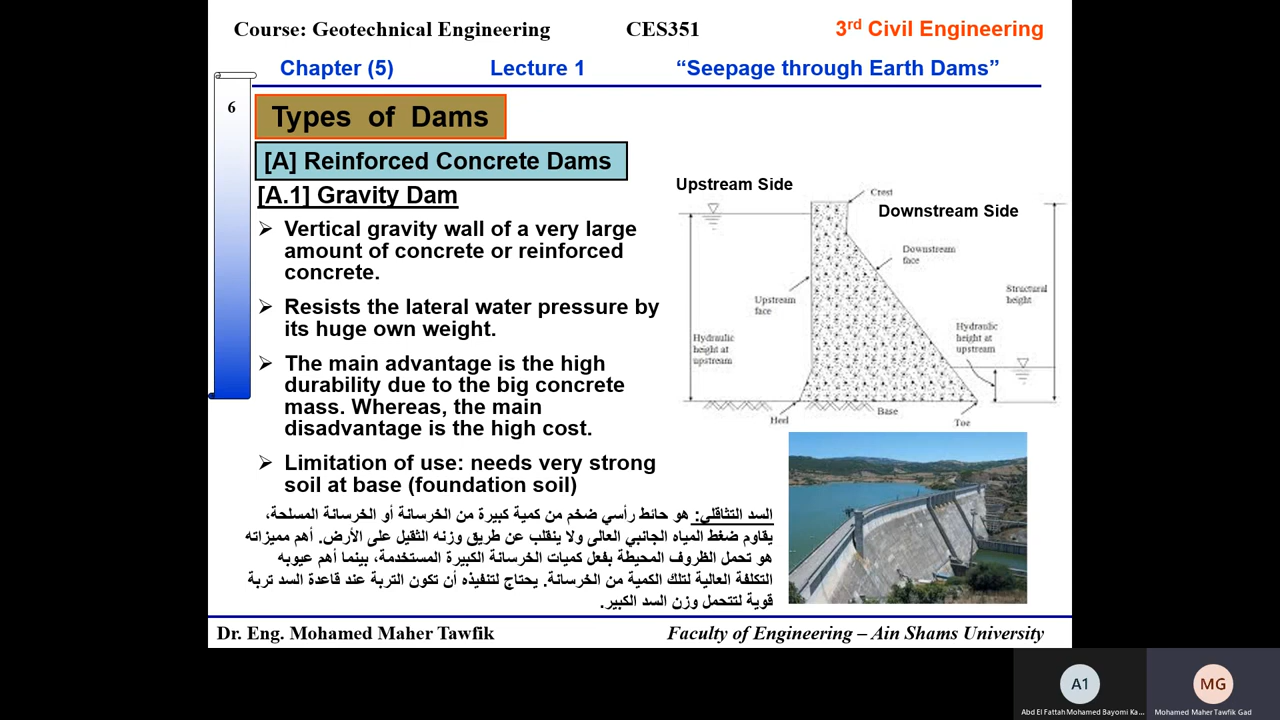 Course: Geotechnical Engineering CES351 3rd Civil Engineering
Chapter (5) Lecture 1 “Seepage through Earth Dams”
6
Types of Dams
[A] Reinforced Concrete Dams
[A.1] Gravity Dam
➢ Vertical gravity wall of a very large
amount of concrete or reinforced
concrete.
➢ Resists the lateral water pressure by
its huge own weight.
➢ The main advantage is the high
durability due to the big concrete
mass. Whereas, the main
disadvantage is the high cost.
➢ Limitation of use: needs very strong
soil at base (foundation soil)
Upstream Side
Crest
Downstream Side
Downstream
face
Upstream
face
Structural
height
Hydraulic
height at
upstream
Hydraulic
height at
upstream
Heel
Base
Toe
السد التثاقلي: هو حائط رأسي ضخم من كمية كبيرة من الخرسانة أو الخرسانة المسلحة،
يقاوم ضغط المياه الجانبي العالى ولا ينقلب عن طريق وزنه الثقيل على الأرض. أهم مميزاته
هو تحمل الظروف المحيطة بفعل كميات الخرسانة الكبيرة المستخدمة، بينما أهم عيوبه
التكلفة العالية لتلك الكمية من الخرسانة. يحتاج لتنفيذه أن تكون التربة عند قاعدة السد تربة
قوية لتتحمل وزن السد الكبير.
Dr. Eng. Mohamed Maher Tawfik Faculty of Engineering – Ain Shams University
A1
MG
Abd El Fattah Mohamed Bayomi Ka...
Mohamed Maher Tawfik Gad